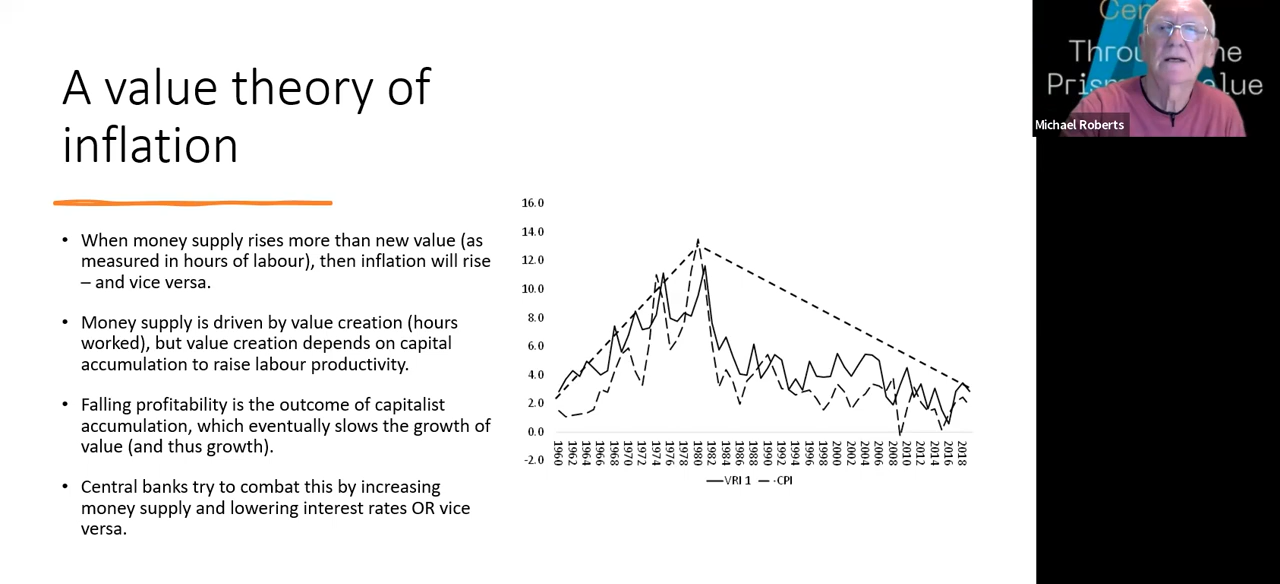 A value theory of
inflation
• When money supply rises more than new value (as
measured in hours of labour), then inflation will rise
– and vice versa.
• Money supply is driven by value creation (hours
worked), but value creation depends on capital
accumulation to raise labour productivity.
• Falling profitability is the outcome of capitalist
accumulation, which eventually slows the growth of
value (and thus growth).
• Central banks try to combat this by increasing
money supply and lowering interest rates OR vice
versa.
16.0
14.0
12.0
10.0
8.0
6.0
4.0
2.0
0.0
-2.0
1960 1962 1964 1966 1968 1970 1972 1974 1976 1978 1980 1982 1984 1986 1988 1990 1992 1994 1996 1998 2000 2002 2004 2006 2008 2010 2012 2014 2016 2018
VRI 1 CPI
Michael Roberts